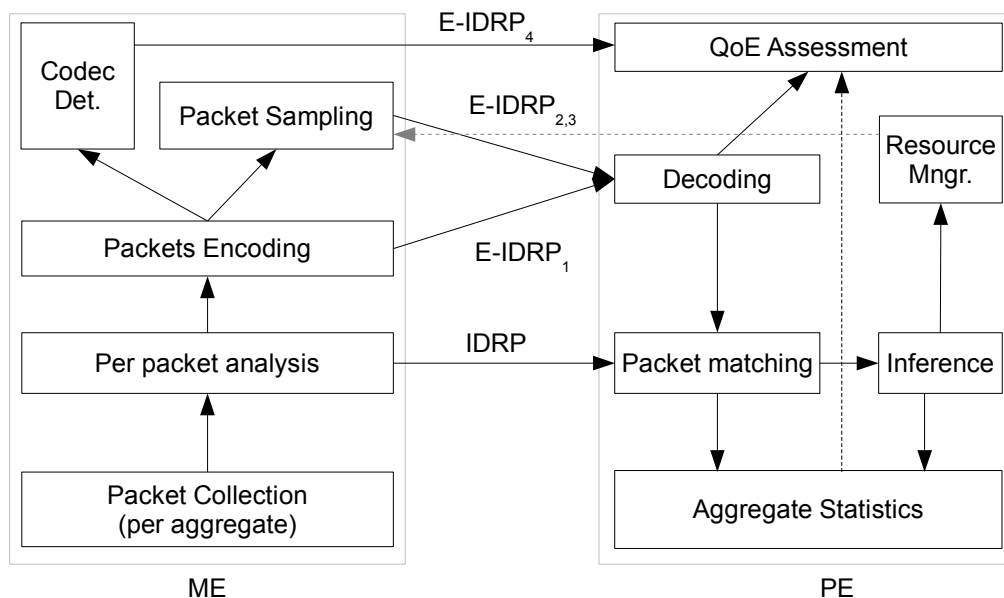 E-IDRP4
Codec
Det.
QoE Assessment
Packet Sampling
E-IDRP2,3
Resource
Mngr.
Decoding
Packets Encoding
E-IDRP1
IDRP
Per packet analysis
Packet matching
Inference
Packet Collection
(per aggregate)
Aggregate Statistics
ME
PE